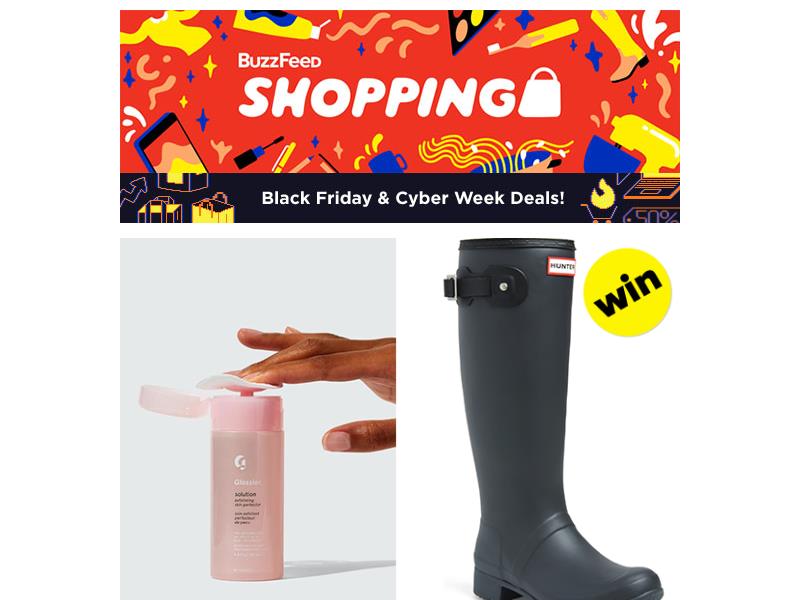 BuzzFeed
SHOPPING
Black Friday & Cyber Week Deals!
50%
HUNTER
win
Glossier.
solution
exfoliating
skin perfector
soin exfoliant
perfecteur
de peau